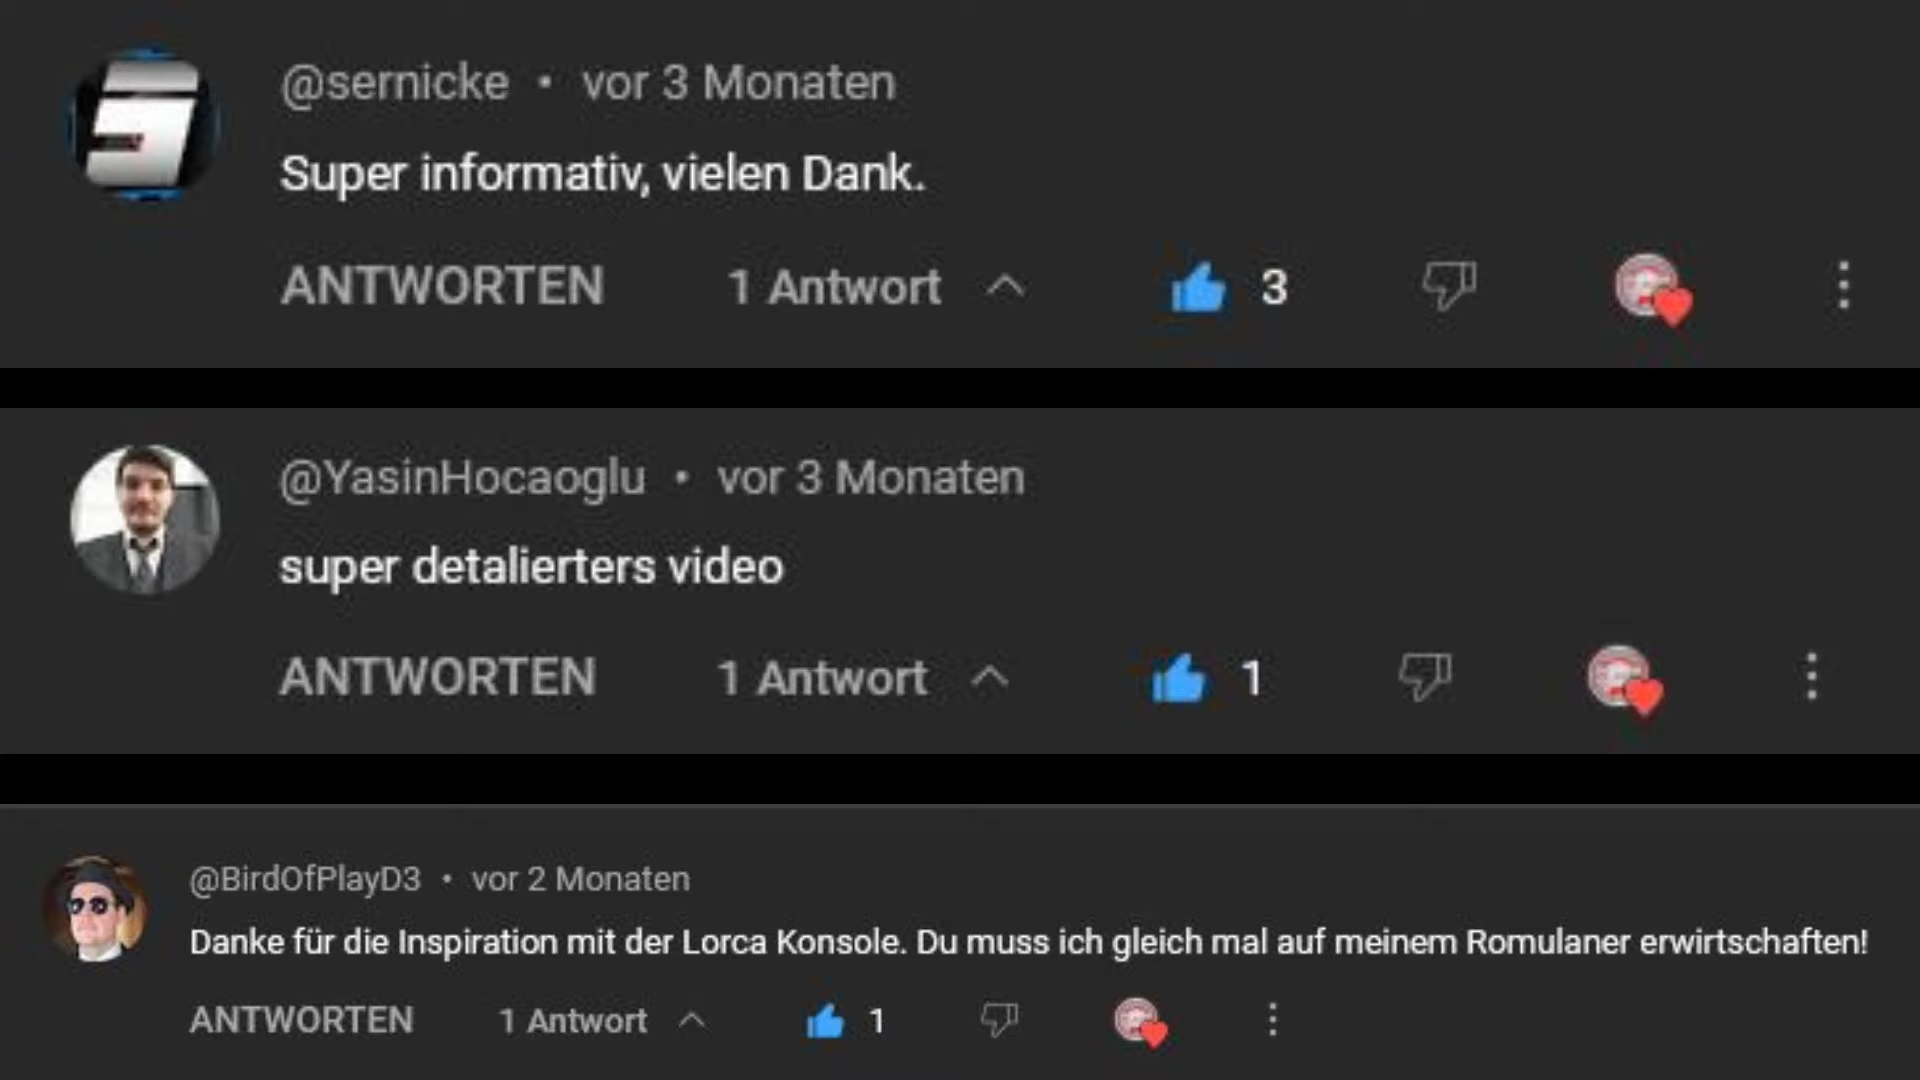 @sernicke • vor 3 Monaten
Super informativ, vielen Dank.
ANTWORTEN 1 Antwort 3
@YasinHocaoglu • vor 3 Monaten
super detalierters video
ANTWORTEN 1 Antwort 1
@BirdOfPlayD3 • vor 2 Monaten
Danke für die Inspiration mit der Lorca Konsole. Du muss ich gleich mal auf meinem Romulaner erwirtschaften!
ANTWORTEN 1 Antwort 1